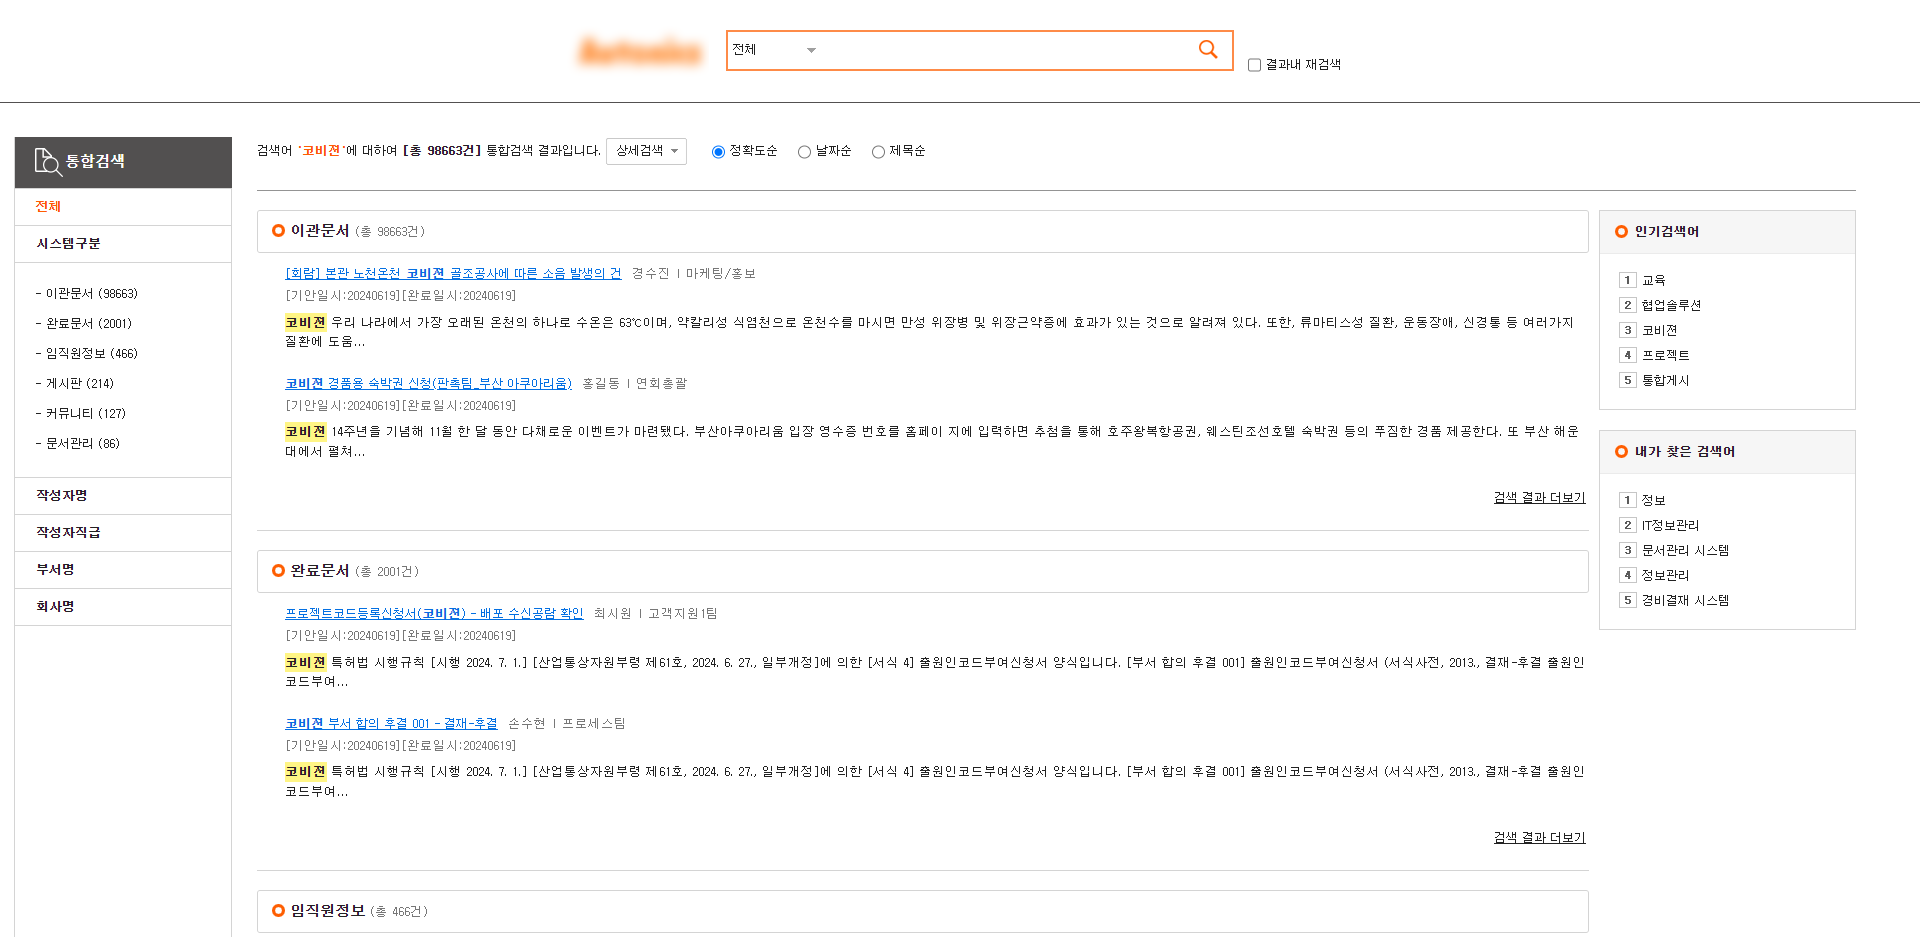 전체
결과내 재검색
통합검색
전체
시스템구분
- 이관문서 (98663)
- 완료문서 (2001)
- 임직원정보 (466)
- 게시판 (214)
- 커뮤니티 (127)
- 문서관리 (86)
작성자명
작성자직급
부서명
회사명
검색어 '코비젼'에 대하여 [총 98663건] 통합검색 결과입니다. 상세검색 정확도순 날짜순 제목순
이관문서 (총 98663건)
[회람] 본관 노천온천 코비젼 골조공사에 따른 소음 발생의 건 경수진 | 마케팅/홍보
[기안일시:20240619][완료일시:20240619]
코비젼 우리 나라에서 가장 오래된 온천의 하나로 수온은 63℃이며, 약칼리성 식염천으로 온천수를 마시면 만성 위장병 및 위장근약증에 효과가 있는 것으로 알려져 있다. 또한, 류마티스성 질환, 운동장애, 신경통 등 여러가지
질환에 도움...
코비젼 경품용 숙박권 신청(판촉팀_부산 아쿠아리움) 홍길동 | 연회총괄
[기안일시:20240619][완료일시:20240619]
코비젼 14주년을 기념해 11월 한 달 동안 다채로운 이벤트가 마련됐다. 부산아쿠아리움 입장 영수증 번호를 홈페이 지에 입력하면 추첨을 통해 호주왕복항공권, 웨스틴조선호텔 숙박권 등의 푸짐한 경품 제공한다. 또 부산 해운
대에서 펼쳐...
검색 결과 더보기
완료문서 (총 2001건)
프로젝트코드등록신청서(코비젼) - 배포 수신공람 확인 최시원 | 고객지원1팀
[기안일시:20240619][완료일시:20240619]
코비젼 특허법 시행규칙 [시행 2024. 7. 1.] [산업통상자원부령 제61호, 2024. 6. 27., 일부개정]에 의한 [서식 4] 출원인코드부여신청서 양식입니다. [부서 합의 후결 001] 출원인코드부여신청서 (서식사전, 2013., 결재-후결 출원인
코드부여...
코비젼 부서 합의 후결 001 - 결재-후결 손수현 | 프로세스팀
[기안일시:20240619][완료일시:20240619]
코비젼 특허법 시행규칙 [시행 2024. 7. 1.] [산업통상자원부령 제61호, 2024. 6. 27., 일부개정]에 의한 [서식 4] 출원인코드부여신청서 양식입니다. [부서 합의 후결 001] 출원인코드부여신청서 (서식사전, 2013., 결재-후결 출원인
코드부여...
검색 결과 더보기
임직원정보 (총 466건)
인기검색어
1 교육
2 협업솔루션
3 코비젼
4 프로젝트
5 통합게시
내가 찾은 검색어
1 정보
2 IT정보관리
3 문서관리 시스템
4 정보관리
5 경비결재 시스템